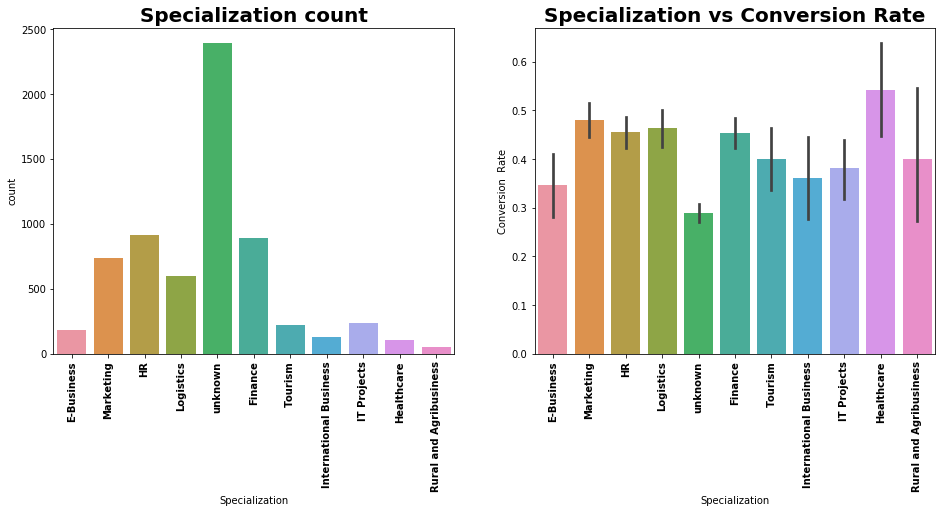 Specialization count
2500
2000
1500
1000
500
0
count
E-Business
Marketing
HR
Logistics
unknown
Finance
Tourism
International Business
IT Projects
Healthcare
Rural and Agribusiness
Specialization
Specialization vs Conversion Rate
0.6
0.5
0.4
0.3
0.2
0.1
0.0
Conversion  Rate
E-Business
Marketing
HR
Logistics
unknown
Finance
Tourism
International Business
IT Projects
Healthcare
Rural and Agribusiness
Specialization